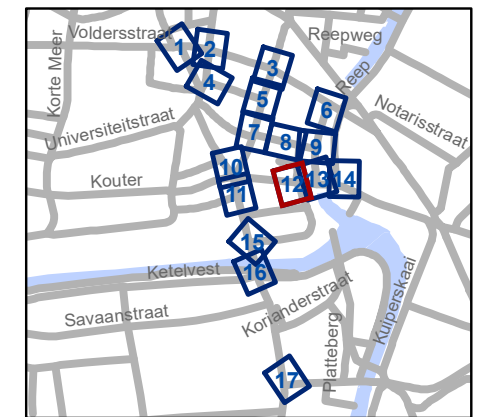 Voldersstraat
Reepweg
Korte Meer
Reep
Notarisstraat
Universiteitstraat
Kouter
Ketelvest
Savaanstraat
Korianderstraat
Platteberg
Kuiperskaai
1
2
3
4
5
6
7
8
9
10
11
12
13
14
15
16
17